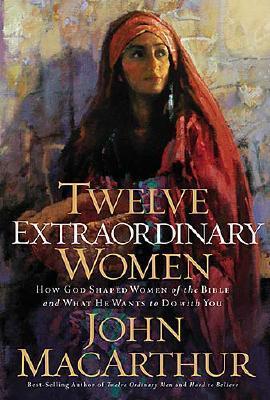 TWELVE
EXTRAORDINARY
WOMEN
HOW GOD SHAPED WOMEN of the BIBLE
and WHAT HE WANTS to DO with YOU
JOHN
MACARTHUR
Best-Selling Author of Twelve Ordinary Men and Hard to Believe